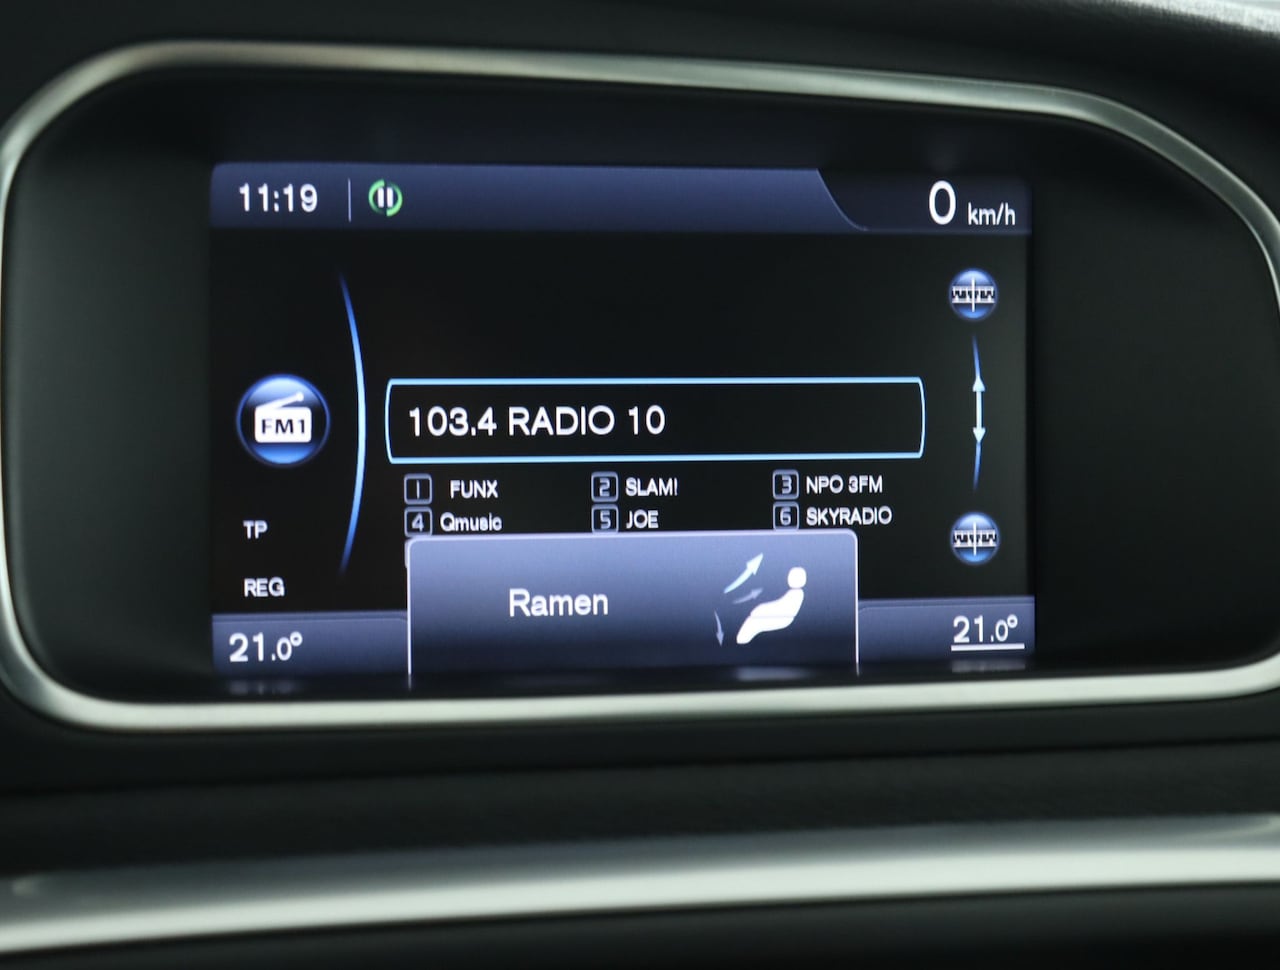 11:19
0 km/h
FM1
103.4 RADIO 10
1 FUNX 2 SLAM! 3 NPO 3FM
4 Qmusic 5 JOE 6 SKYRADIO
TP
REG
Ramen
21.0° 21.0°